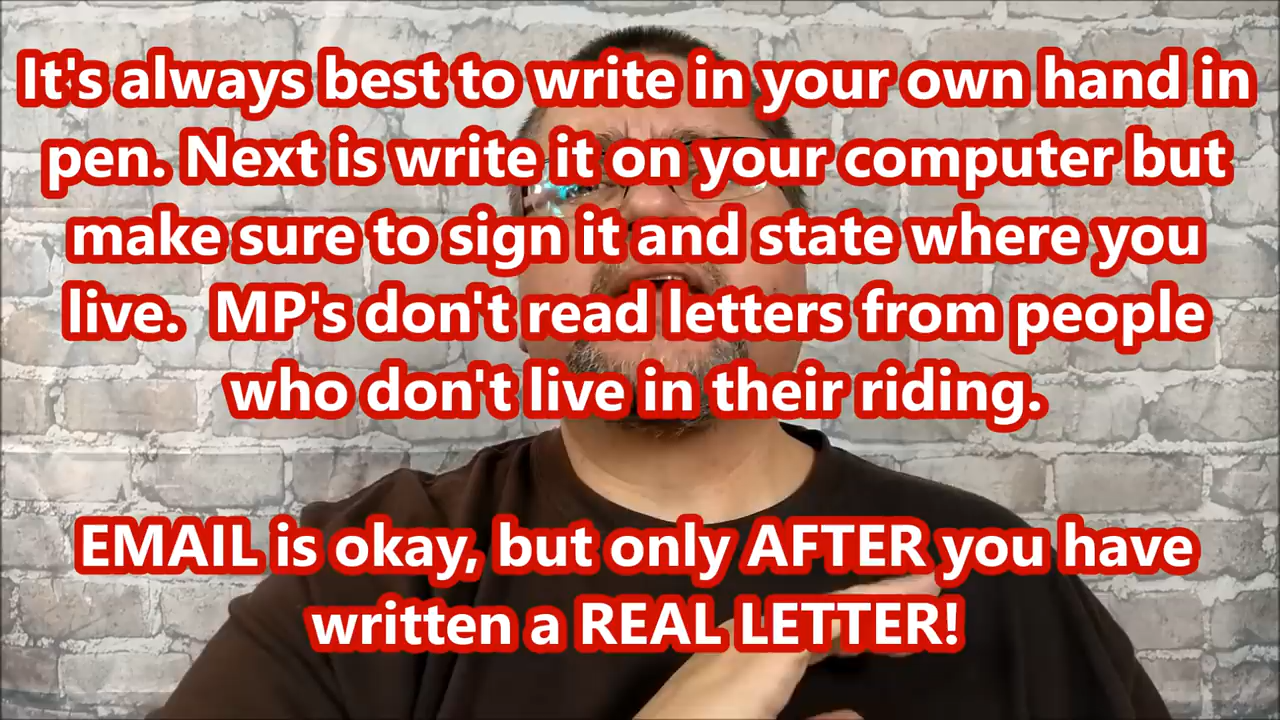 It's always best to write in your own hand in
pen. Next is write it on your computer but
make sure to sign it and state where you
live.  MP's don't read letters from people
who don't live in their riding.
EMAIL is okay, but only AFTER you have
written a REAL LETTER!